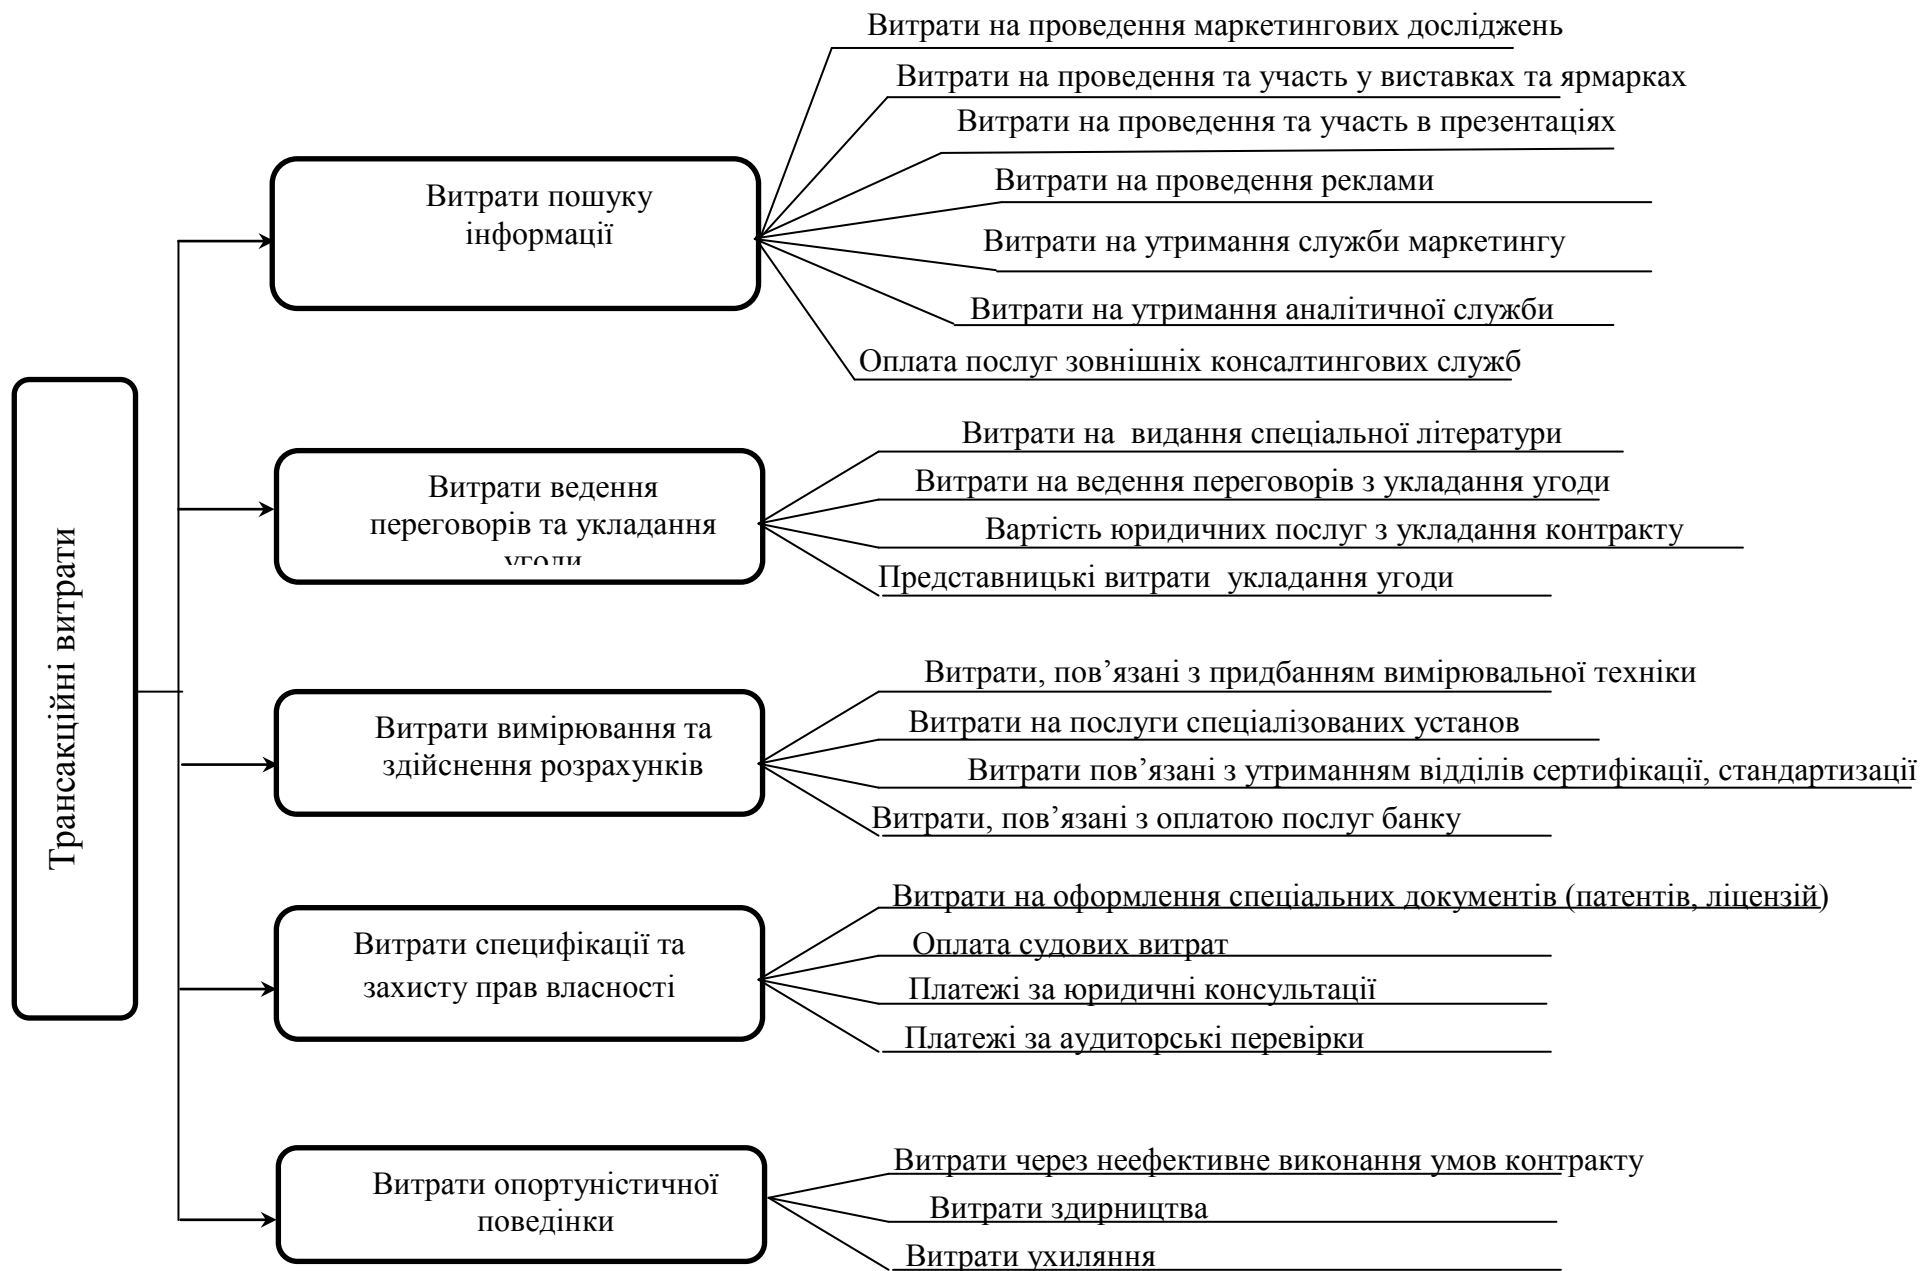 Трансакційні витрати
Витрати пошуку
інформації
Витрати на проведення маркетингових досліджень
Витрати на проведення та участь у виставках та ярмарках
Витрати на проведення та участь в презентаціях
Витрати на проведення реклами
Витрати на утримання служби маркетингу
Витрати на утримання аналітичної служби
Оплата послуг зовнішніх консалтингових служб
Витрати ведення
переговорів та укладання
угоди
Витрати на  видання спеціальної літератури
Витрати на ведення переговорів з укладання угоди
Вартість юридичних послуг з укладання контракту
Представницькі витрати  укладання угоди
Витрати вимірювання та
здійснення розрахунків
Витрати, пов’язані з придбанням вимірювальної техніки
Витрати на послуги спеціалізованих установ
Витрати пов’язані з утриманням відділів сертифікації, стандартизації
Витрати, пов’язані з оплатою послуг банку
Витрати специфікації та
захисту прав власності
Витрати на оформлення спеціальних документів (патентів, ліцензій)
Оплата судових витрат
Платежі за юридичні консультації
Платежі за аудиторські перевірки
Витрати опортуністичної
поведінки
Витрати через неефективне виконання умов контракту
Витрати здирництва
Витрати ухиляння